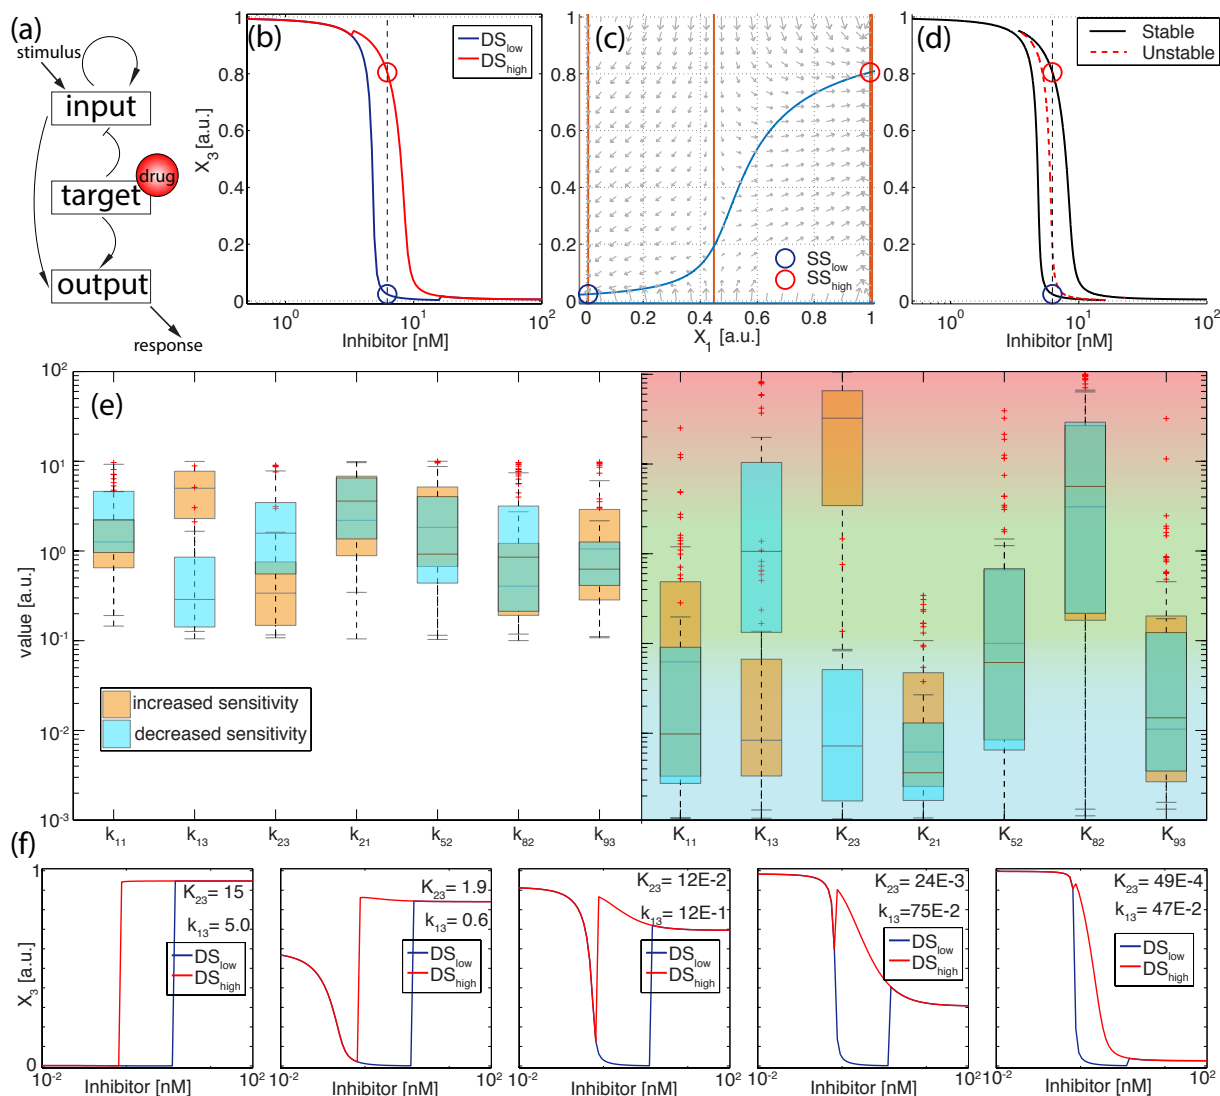 (a)
stimulus
input
target
drug
output
response
(b)
DSlow
DShigh
X3 [a.u.]
1
0.8
0.6
0.4
0.2
0
10^0
10^1
10^2
Inhibitor [nM]
(c)
SSlow
SShigh
1
0.8
0.6
0.4
0.2
0
0
0.2
0.4
0.6
0.8
1
X1 [a.u.]
(d)
Stable
Unstable
1
0.8
0.6
0.4
0.2
0
10^0
10^1
10^2
Inhibitor [nM]
(e)
value [a.u.]
10^2
10^1
10^0
10^-1
10^-2
10^-3
increased sensitivity
decreased sensitivity
k11
k13
k23
k21
k52
k82
k93
K11
K13
K23
K21
K52
K82
K93
(f)
X3 [a.u.]
1
0
K23= 15
k13= 5.0
DSlow
DShigh
10^-2
10^2
Inhibitor [nM]
K23= 1.9
k13= 0.6
DSlow
DShigh
10^-2
10^2
Inhibitor [nM]
K23= 12E-2
k13= 12E-1
DSlow
DShigh
10^-2
10^2
Inhibitor [nM]
K23= 24E-3
k13=75E-2
DSlow
DShigh
10^-2
10^2
Inhibitor [nM]
K23= 49E-4
k13= 47E-2
DSlow
DShigh
10^-2
10^2
Inhibitor [nM]